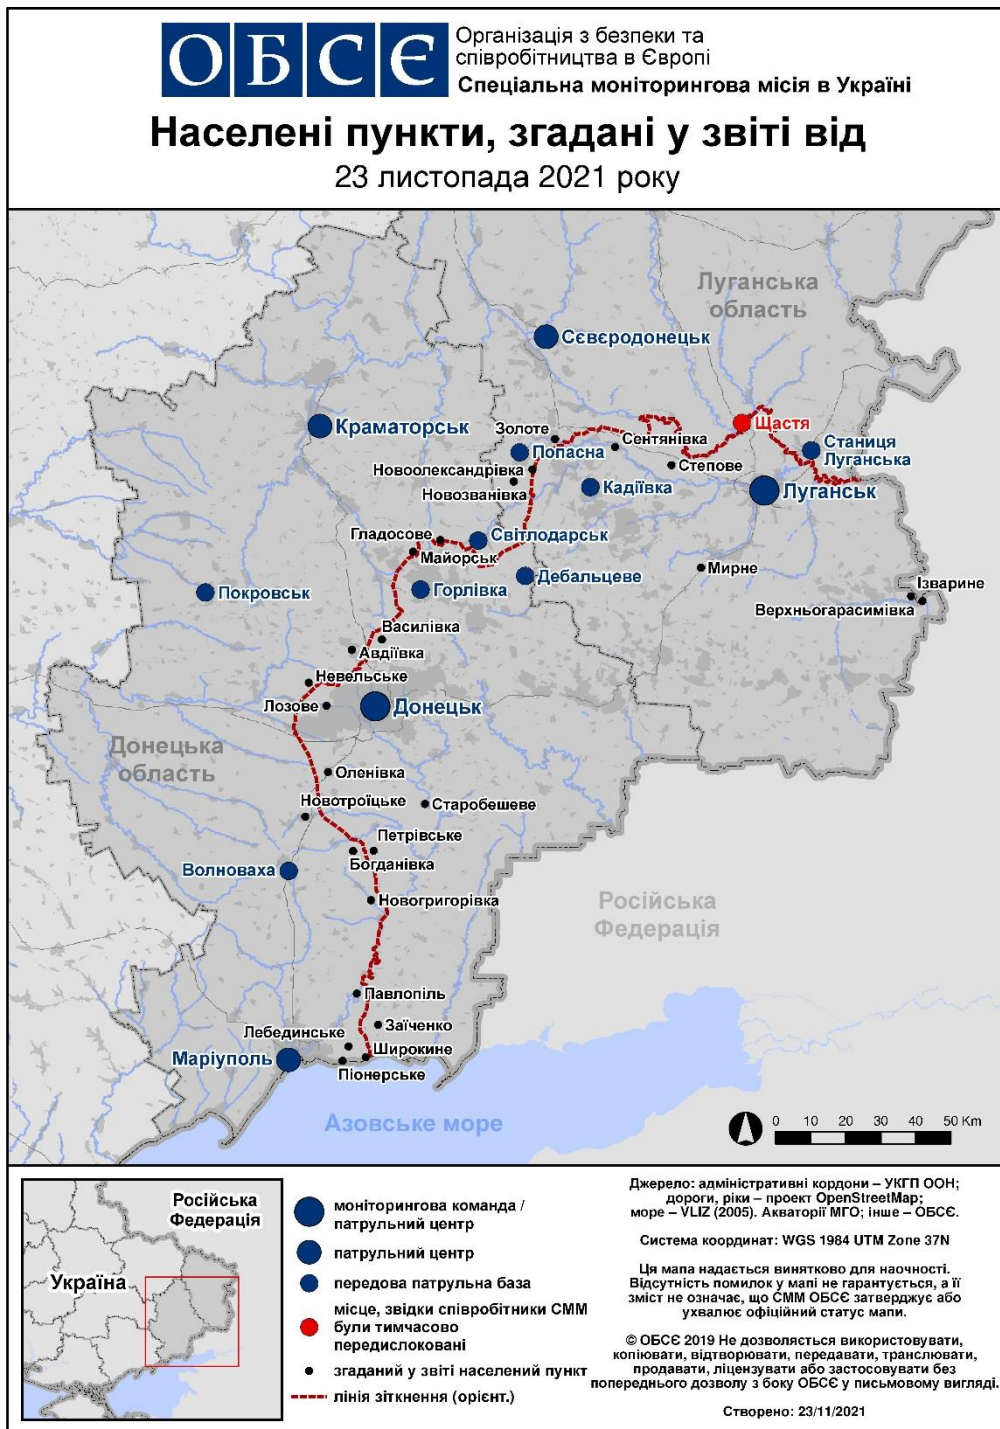 ОБСЄ
Організація з безпеки та
співробітництва в Європі
Спеціальна моніторингова місія в Україні
Населені пункти, згадані у звіті від
23 листопада 2021 року
Луганська
область
Сєвєродонецьк
Щастя
Краматорськ
Золоте
Сентянівка
Станиця
Луганська
Попасна
Степове
Новоолександрівка
Новозванівка
Кадіївка
Луганськ
Гладосове
Світлодарськ
Майорськ
Мирне
Дебальцеве
Ізварине
Покровськ
Горлівка
Верхньогарасимівка
Василівка
Авдіївка
Невельське
Лозове
Донецьк
Донецька
область
Оленівка
Новотроїцьке
Старобешеве
Петрівське
Богданівка
Волноваха
Новогригорівка
Російська
Федерація
Павлопіль
Заїченко
Лебединське
Широкине
Маріуполь
Піонерське
Азовське море
0 10 20 30 40 50 Km
Російська
Федерація
Україна
моніторингова команда /
патрульний центр
патрульний центр
передова патрульна база
місце, звідки співробітники СММ
були тимчасово
передислоковані
згаданий у звіті населений пункт
лінія зіткнення (орієнт.)
Джерело: адміністративні кордони – УКГП ООН;
дороги, ріки – проект OpenStreetMap;
море – VLIZ (2005). Акваторії МГО; інше – ОБСЄ.
Система координат: WGS 1984 UTM Zone 37N
Ця мапа надається винятково для наочності.
Відсутність помилок у мапі не гарантується, а її
зміст не означає, що СММ ОБСЄ затверджує або
ухвалює офіційний статус мапи.
© ОБСЄ 2019 Не дозволяється використовувати,
копіювати, відтворювати, передавати, транслювати,
продавати, ліцензувати або застосовувати без
попереднього дозволу з боку ОБСЄ у письмовому вигляді.
Створено: 23/11/2021